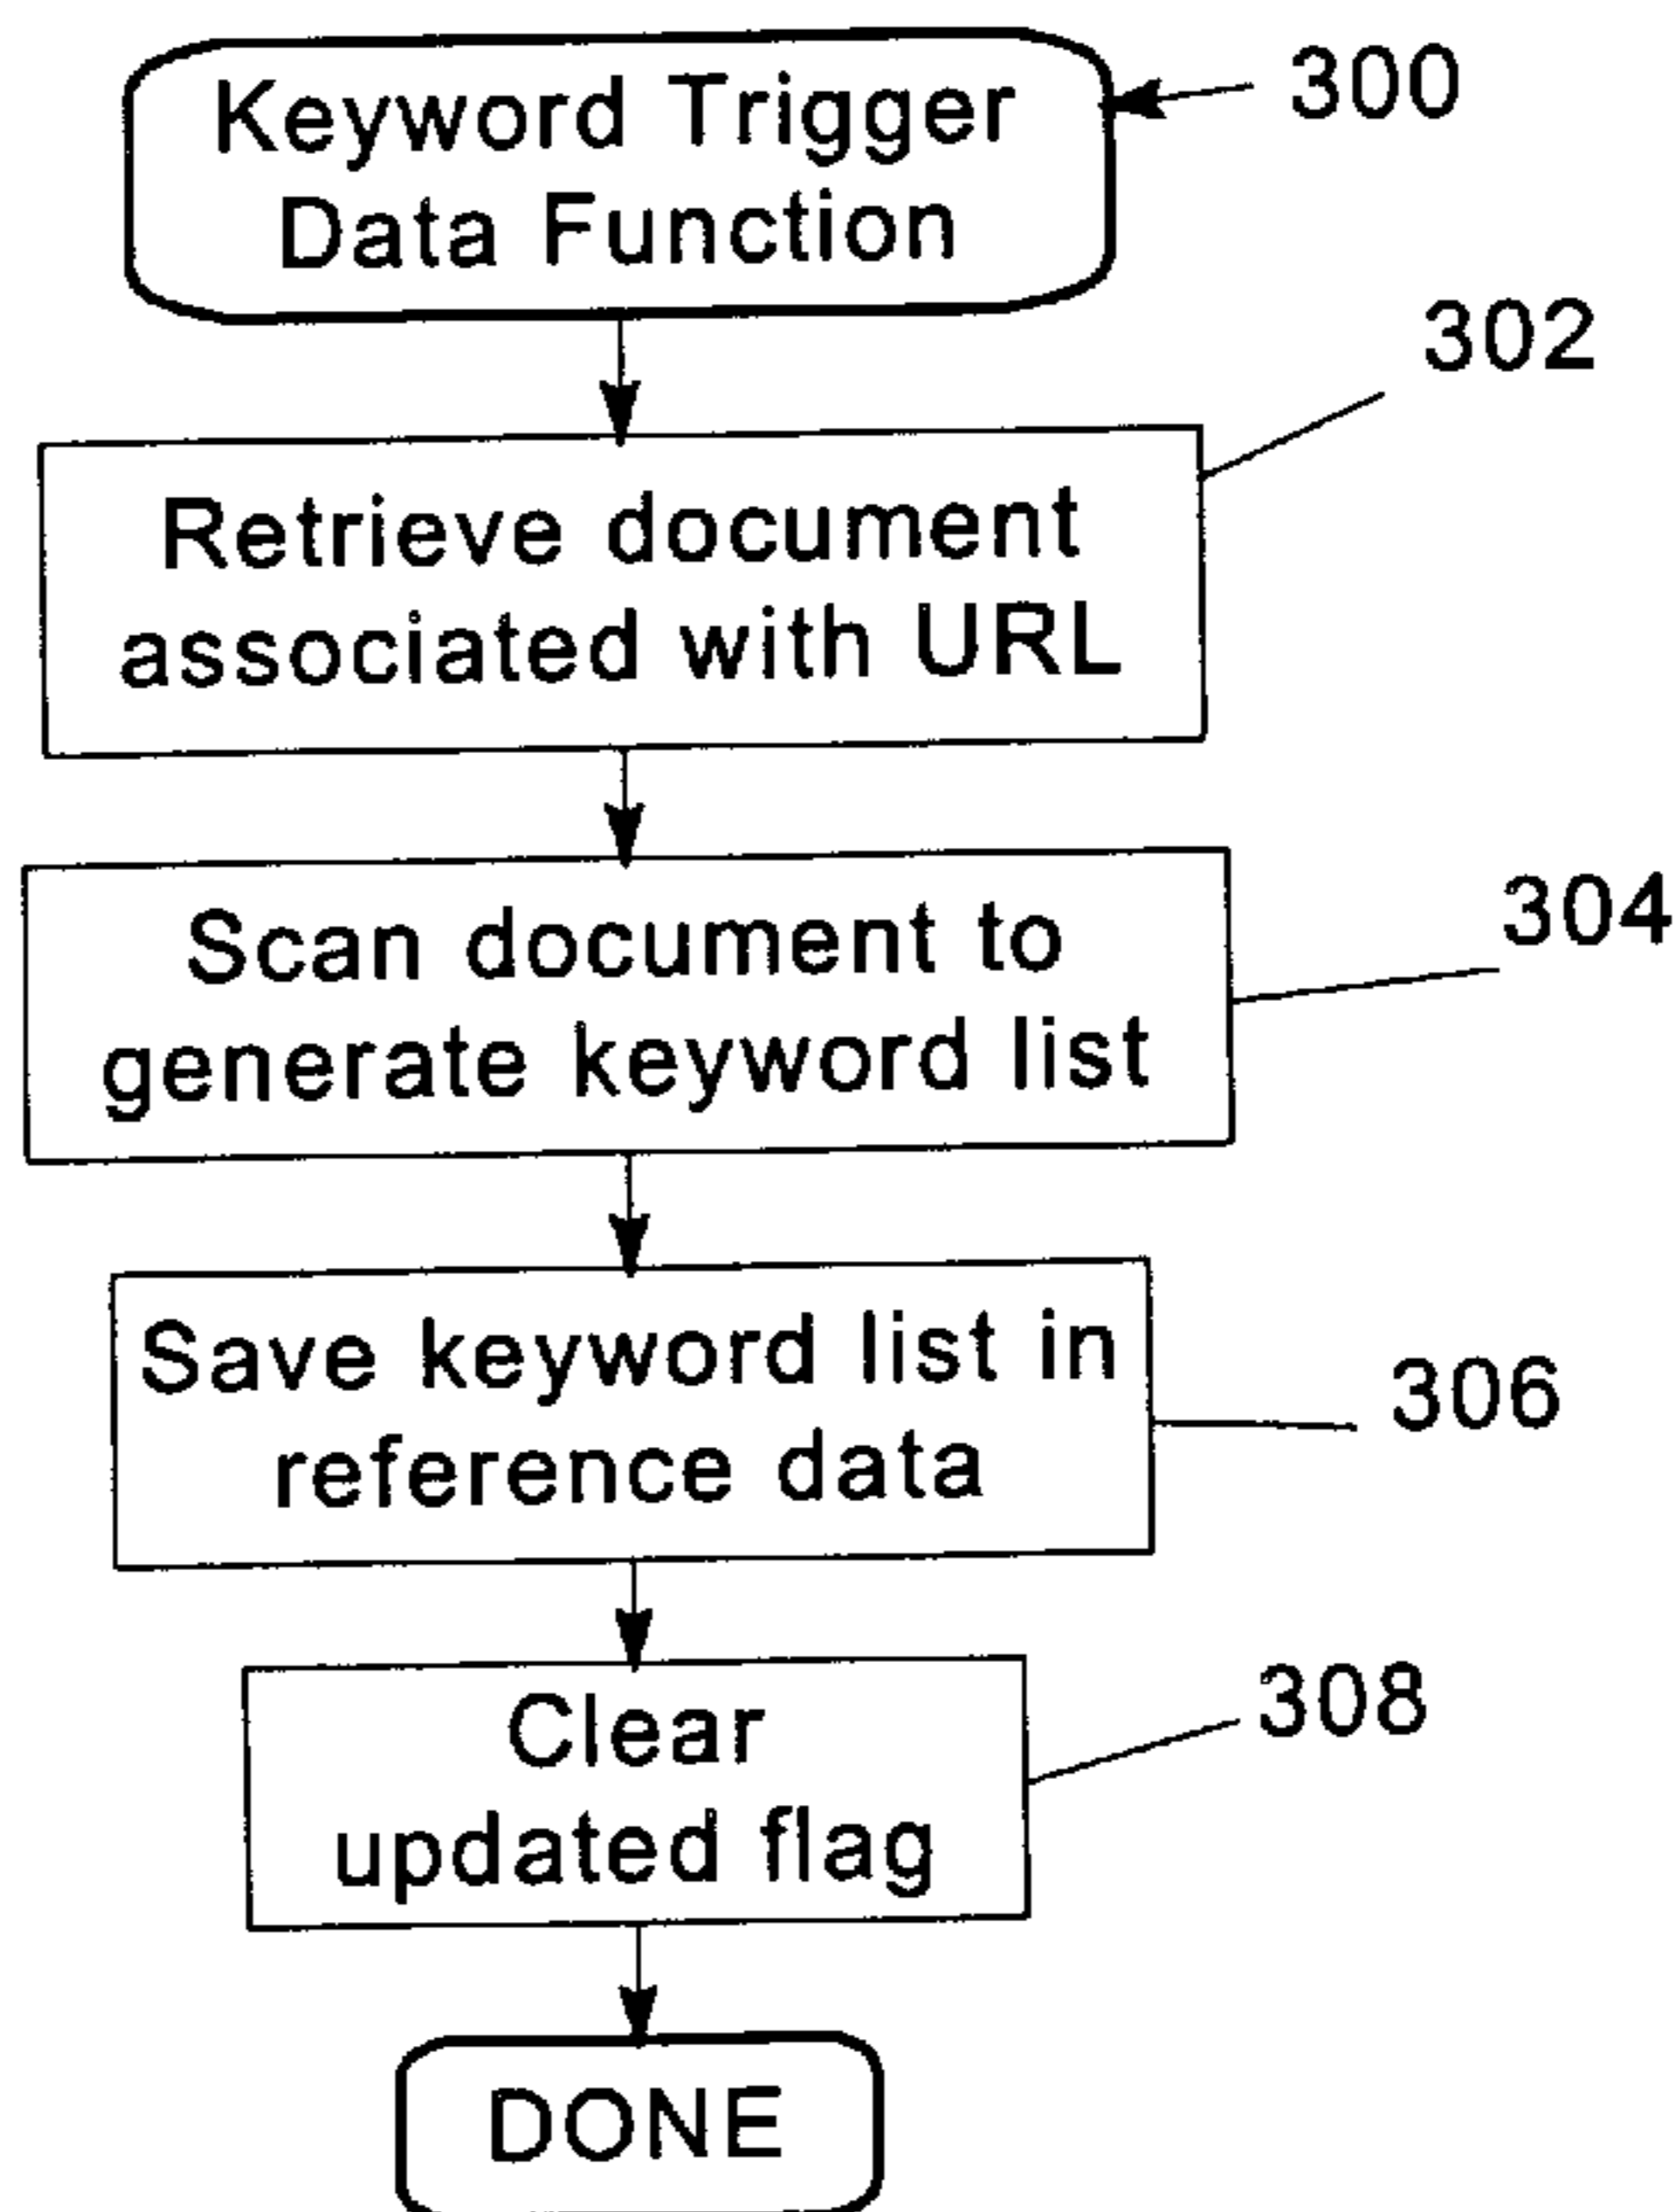 Keyword Trigger
Data Function
300
302
Retrieve document
associated with URL
304
Scan document to
generate keyword list
Save keyword list in
reference data
306
308
Clear
updated flag
DONE